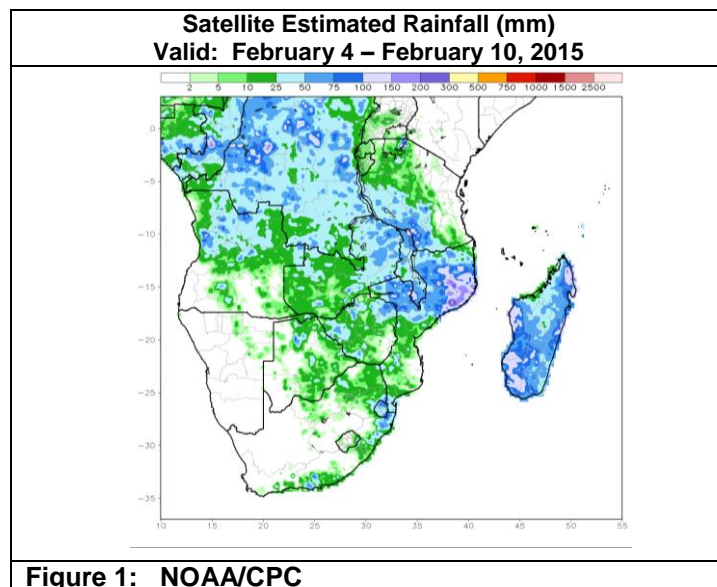 Satellite Estimated Rainfall (mm)
Valid: February 4 – February 10, 2015
2 5 10 25 50 75 100 150 200 300 500 750 1000 1500 2500
0
-5
-10
-15
-20
-25
-30
-35
10 15 20 25 30 35 40 45 50 55
Figure 1: NOAA/CPC